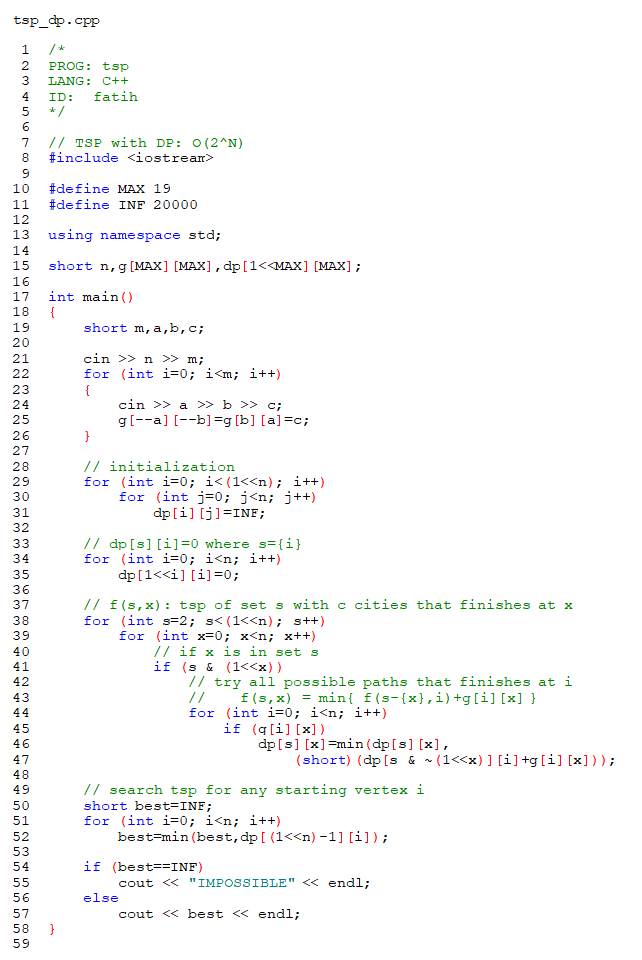 tsp_dp.cpp
1 /*
2 PROG: tsp
3 LANG: C++
4 ID:  fatih
5 */
6
7 // TSP with DP: O(2^N)
8 #include <iostream>
9
10 #define MAX 19
11 #define INF 20000
12
13 using namespace std;
14
15 short n,g[MAX][MAX],dp[1<<MAX][MAX];
16
17 int main()
18 {
19     short m,a,b,c;
20
21     cin >> n >> m;
22     for (int i=0; i<m; i++)
23     {
24         cin >> a >> b >> c;
25         g[--a][--b]=g[b][a]=c;
26     }
27
28     // initialization
29     for (int i=0; i<(1<<n); i++)
30         for (int j=0; j<n; j++)
31             dp[i][j]=INF;
32
33     // dp[s][i]=0 where s={i}
34     for (int i=0; i<n; i++)
35         dp[1<<i][i]=0;
36
37     // f(s,x): tsp of set s with c cities that finishes at x
38     for (int s=2; s<(1<<n); s++)
39         for (int x=0; x<n; x++)
40             // if x is in set s
41             if (s & (1<<x))
42                 // try all possible paths that finishes at i
43                 //    f(s,x) = min{ f(s-{x},i)+g[i][x] }
44                 for (int i=0; i<n; i++)
45                     if (g[i][x])
46                         dp[s][x]=min(dp[s][x],
47                             (short)(dp[s & ~(1<<x)][i]+g[i][x]));
48
49     // search tsp for any starting vertex i
50     short best=INF;
51     for (int i=0; i<n; i++)
52         best=min(best,dp[(1<<n)-1][i]);
53
54     if (best==INF)
55         cout << "IMPOSSIBLE" << endl;
56     else
57         cout << best << endl;
58 }
59